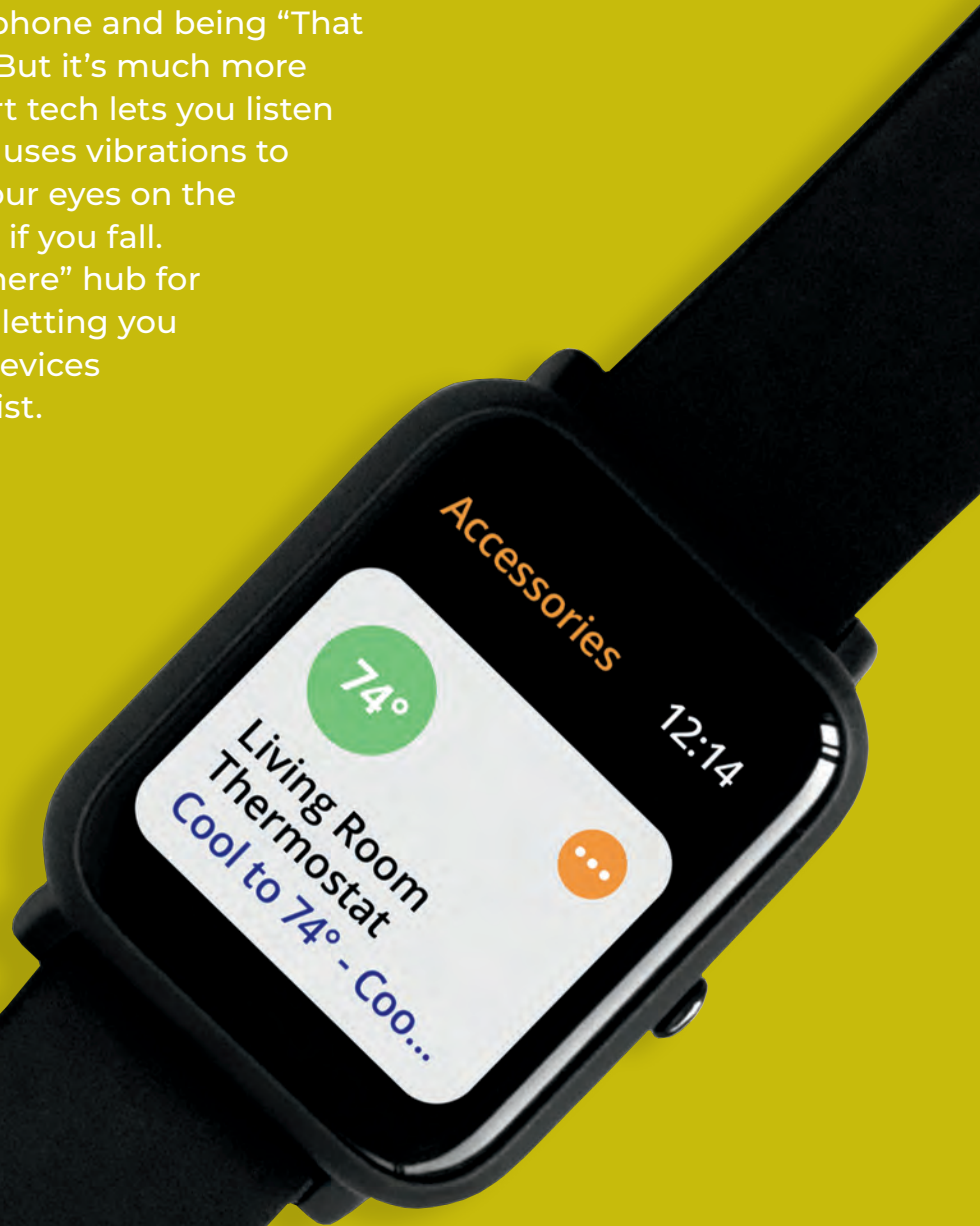 phone and being “That
But it’s much more
rt tech lets you listen
uses vibrations to
our eyes on the
if you fall.
here” hub for
letting you
evices
ist.
Accessories
12:14
74°
Living Room
Thermostat
Cool to 74° - Coo...